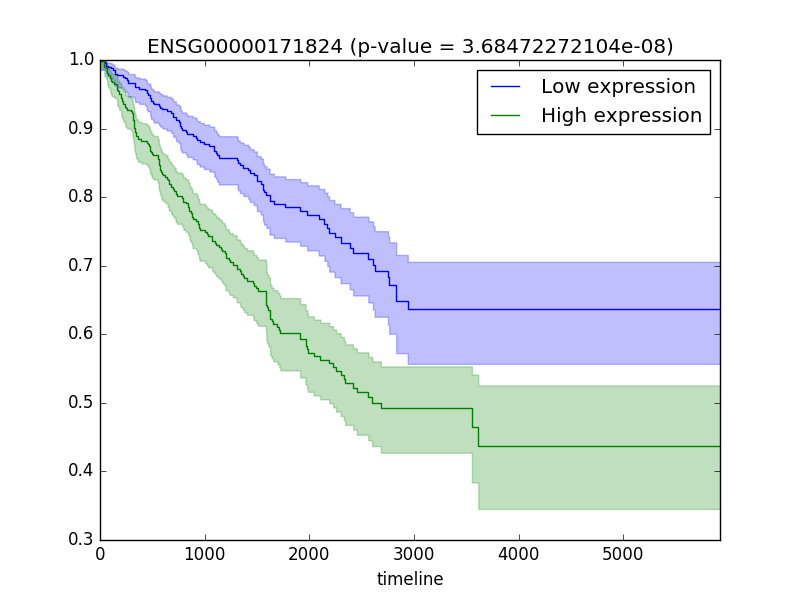 ENSG00000171824 (p-value = 3.68472272104e-08)
1.0
0.9
0.8
0.7
0.6
0.5
0.4
0.3
Low expression
High expression
0 1000 2000 3000 4000 5000
timeline